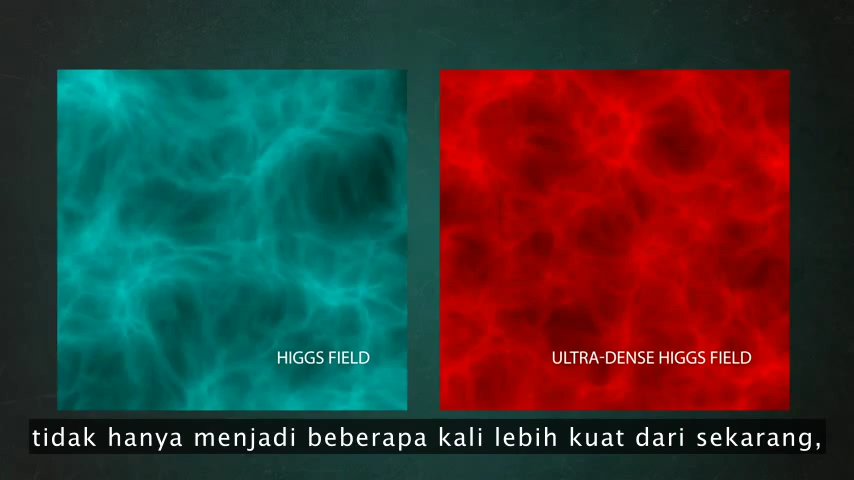 HIGGS FIELD
ULTRA-DENSE HIGGS FIELD
tidak hanya menjadi beberapa kali lebih kuat dari sekarang,